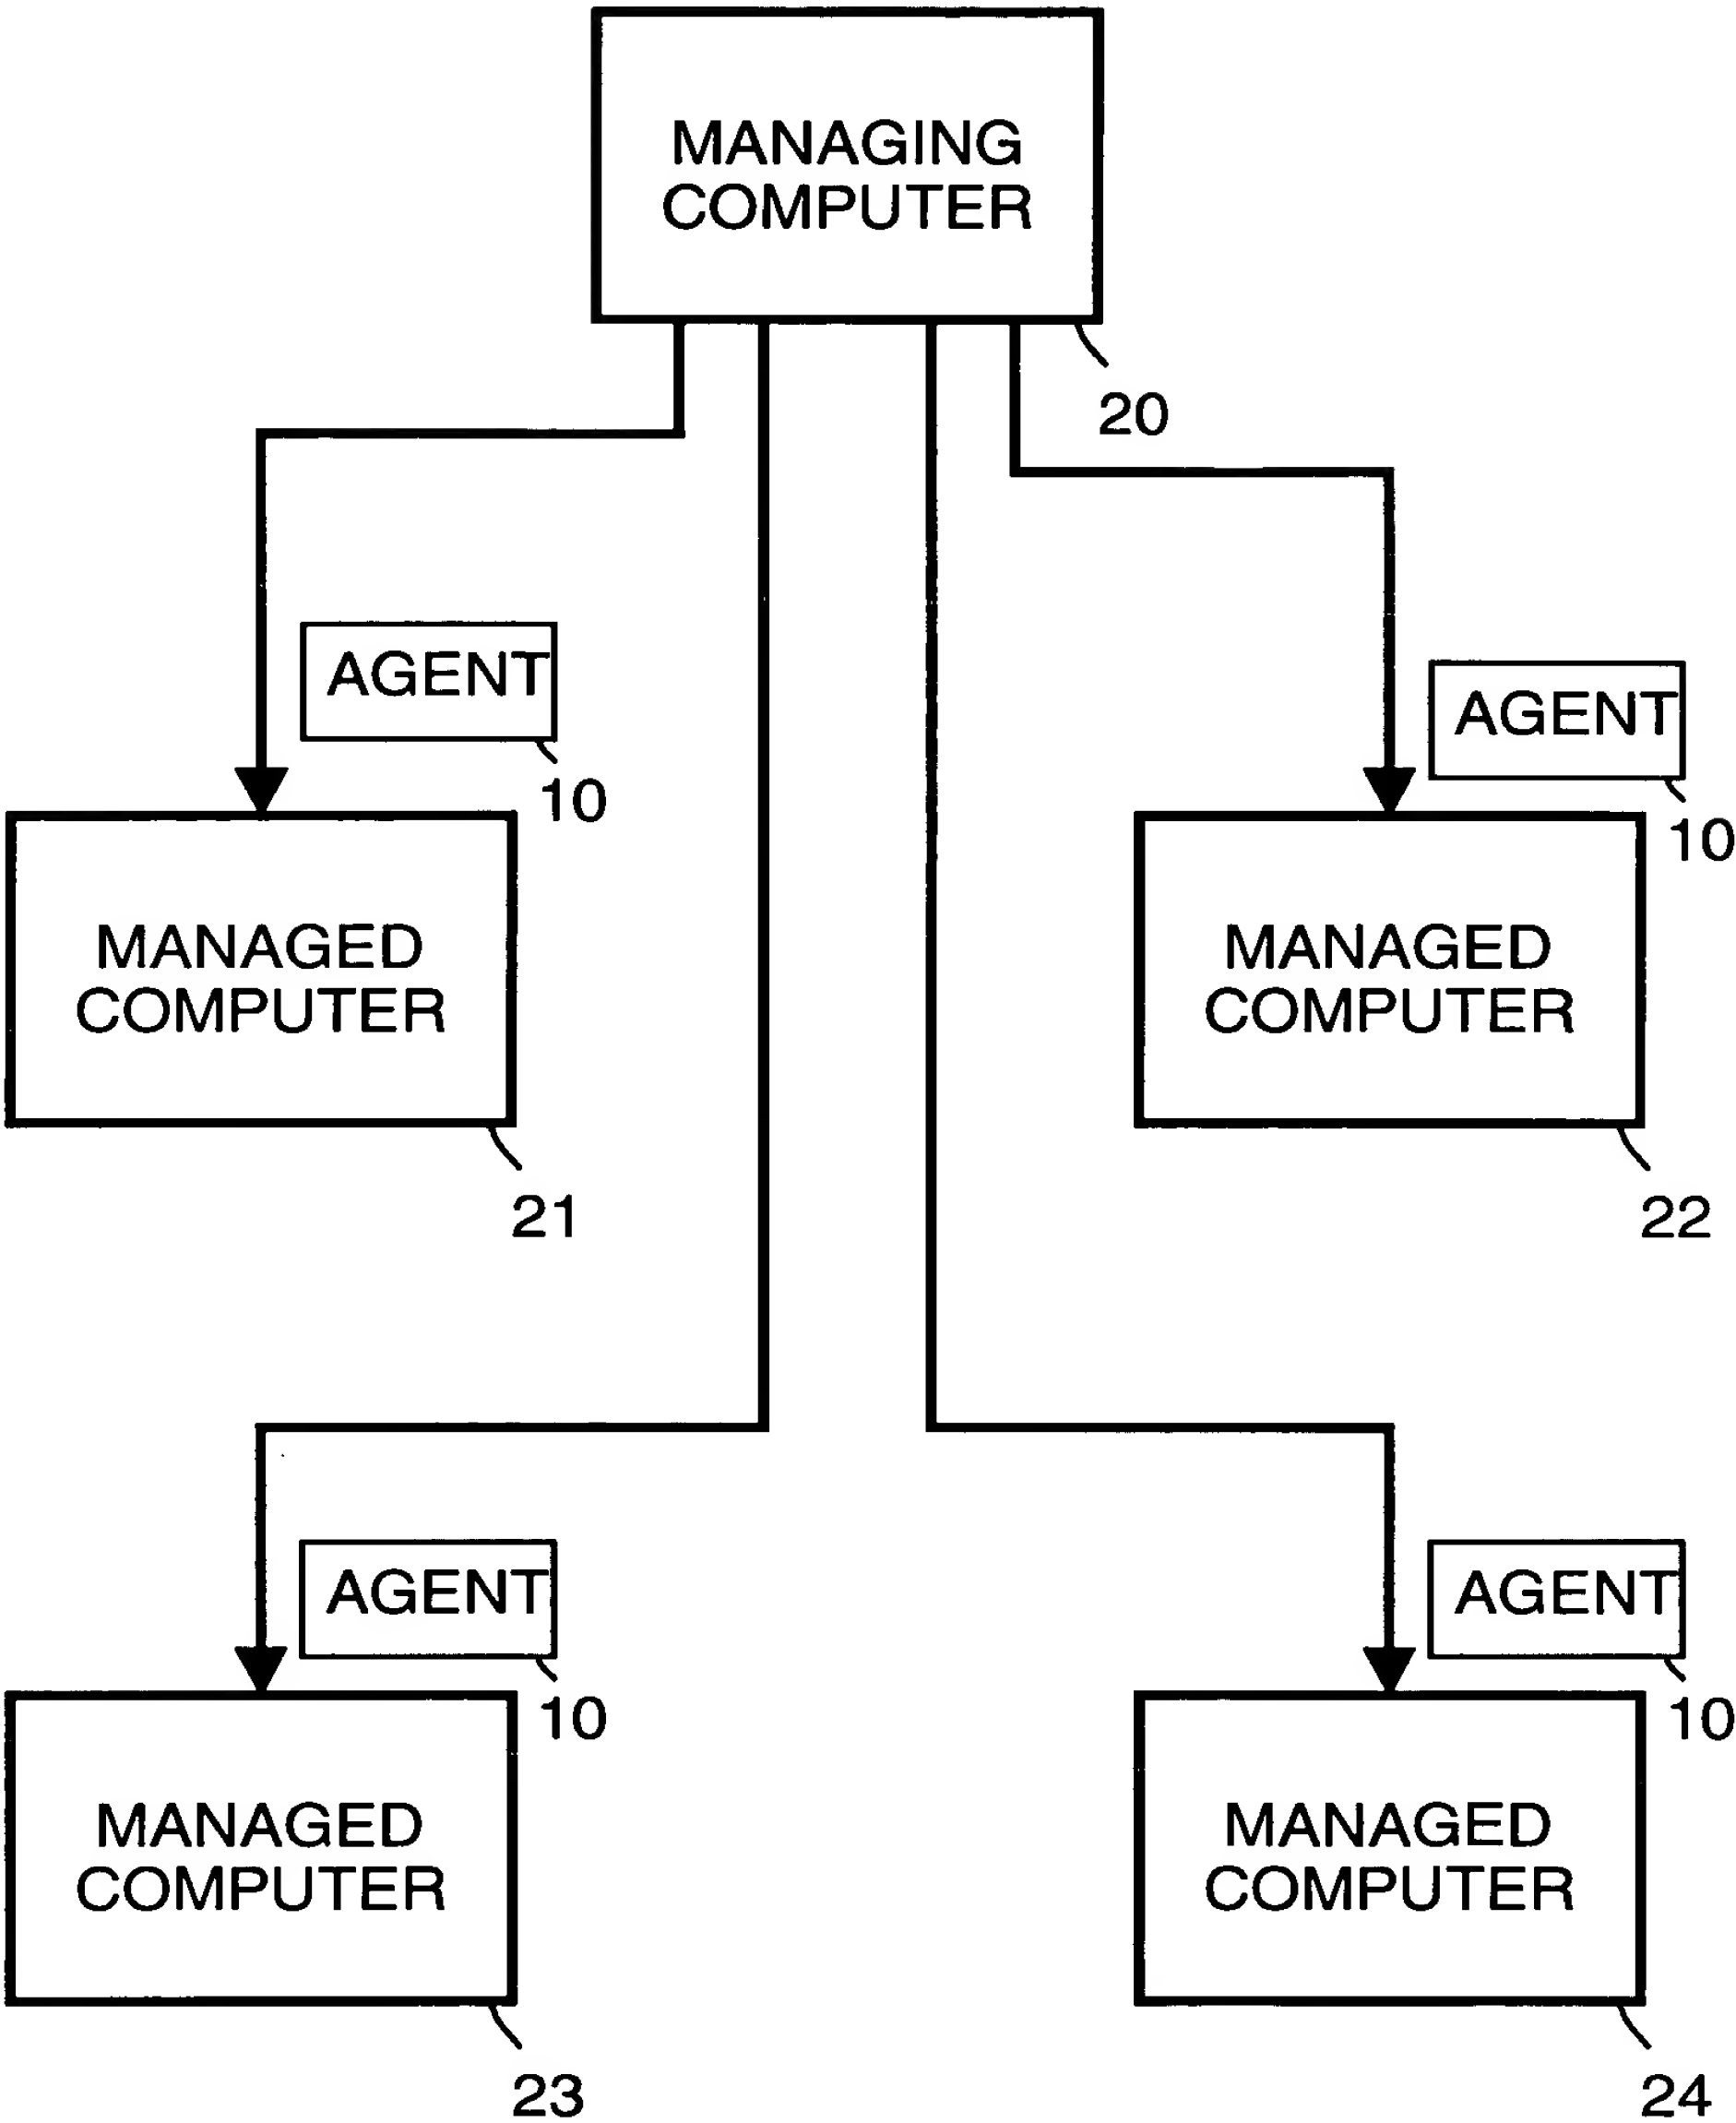 MANAGING
COMPUTER
20
AGENT
10
AGENT
10
MANAGED
COMPUTER
21
MANAGED
COMPUTER
22
AGENT
10
AGENT
10
MANAGED
COMPUTER
23
MANAGED
COMPUTER
24